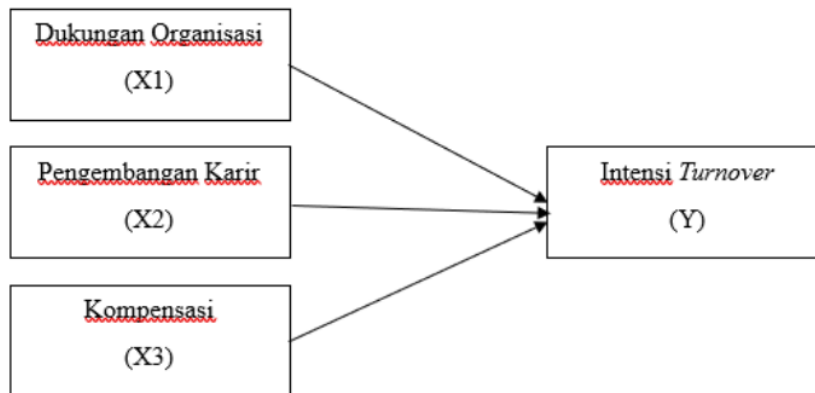 Dukungan Organisasi
(X1)
Pengembangan Karir
(X2)
Kompensasi
(X3)
Intensi Turnover
(Y)